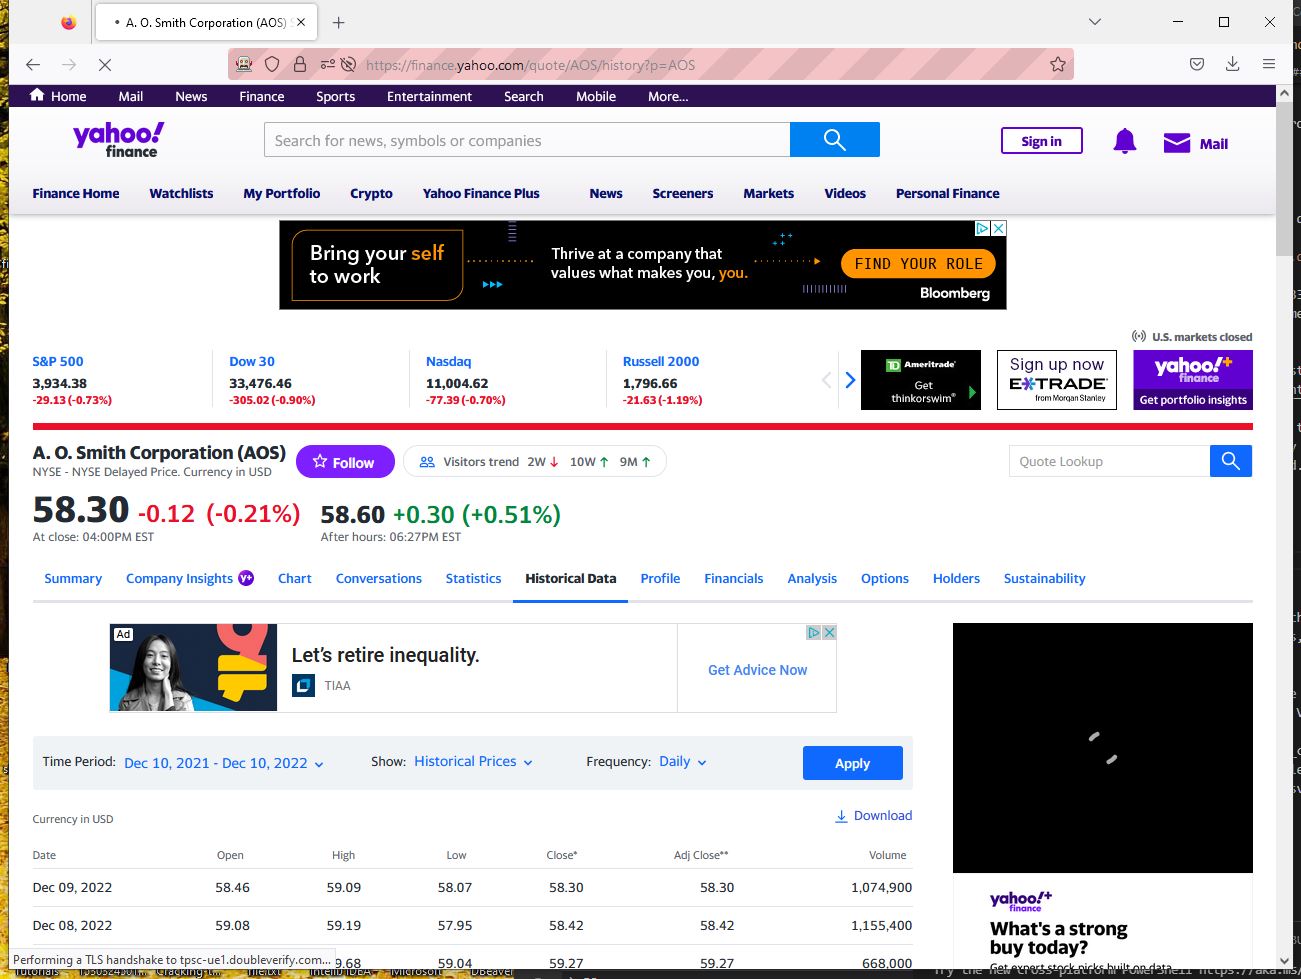 A. O. Smith Corporation (AOS)
https://finance.yahoo.com/quote/AOS/history?p=AOS
Home Mail News Finance Sports Entertainment Search Mobile More...
yahoo! finance
Search for news, symbols or companies
Sign in
Mail
Finance Home Watchlists My Portfolio Crypto Yahoo Finance Plus News Screeners Markets Videos Personal Finance
Bring your self
to work
Thrive at a company that
values what makes you, you.
FIND YOUR ROLE
Bloomberg
U.S. markets closed
S&P 500
3,934.38
-29.13 (-0.73%)
Dow 30
33,476.46
-305.02 (-0.90%)
Nasdaq
11,004.62
-77.39 (-0.70%)
Russell 2000
1,796.66
-21.63 (-1.19%)
TD Ameritrade
Get
thinkorswim®
Sign up now
E*TRADE
from Morgan Stanley
yahoo!+
finance
Get portfolio insights
A. O. Smith Corporation (AOS)
NYSE - NYSE Delayed Price. Currency in USD
Follow
Visitors trend 2W ↓ 10W ↑ 9M ↑
Quote Lookup
58.30 -0.12 (-0.21%)
At close: 04:00PM EST
58.60 +0.30 (+0.51%)
After hours: 06:27PM EST
Summary Company Insights Y+ Chart Conversations Statistics Historical Data Profile Financials Analysis Options Holders Sustainability
Ad
Let's retire inequality.
TIAA
Get Advice Now
Time Period: Dec 10, 2021 - Dec 10, 2022 Show: Historical Prices Frequency: Daily Apply
Currency in USD
Download
Date Open High Low Close* Adj Close** Volume
Dec 09, 2022 58.46 59.09 58.07 58.30 58.30 1,074,900
Dec 08, 2022 59.08 59.19 57.95 58.42 58.42 1,155,400
9.68 59.04 59.27 59.27 668,000
yahoo!+
finance
What's a strong
buy today?
Get expert stock picks built on data
Performing a TLS handshake to tpsc-ue1.doubleverify.com...